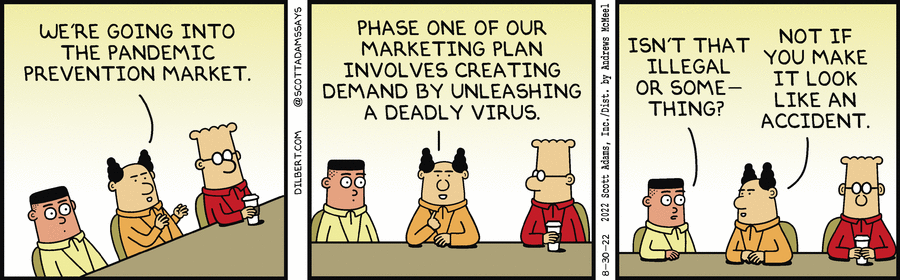 WE'RE GOING INTO
THE PANDEMIC
PREVENTION MARKET.
DILBERT.COM @SCOTTADAMSSAYS
PHASE ONE OF OUR
MARKETING PLAN
INVOLVES CREATING
DEMAND BY UNLEASHING
A DEADLY VIRUS.
8-30-22 2022 Scott Adams, Inc./Dist. by Andrews McMeel
ISN'T THAT
ILLEGAL
OR SOME-
THING?
NOT IF
YOU MAKE
IT LOOK
LIKE AN
ACCIDENT.